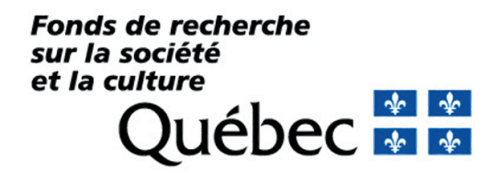 Fonds de recherche
sur la société
et la culture
Québec